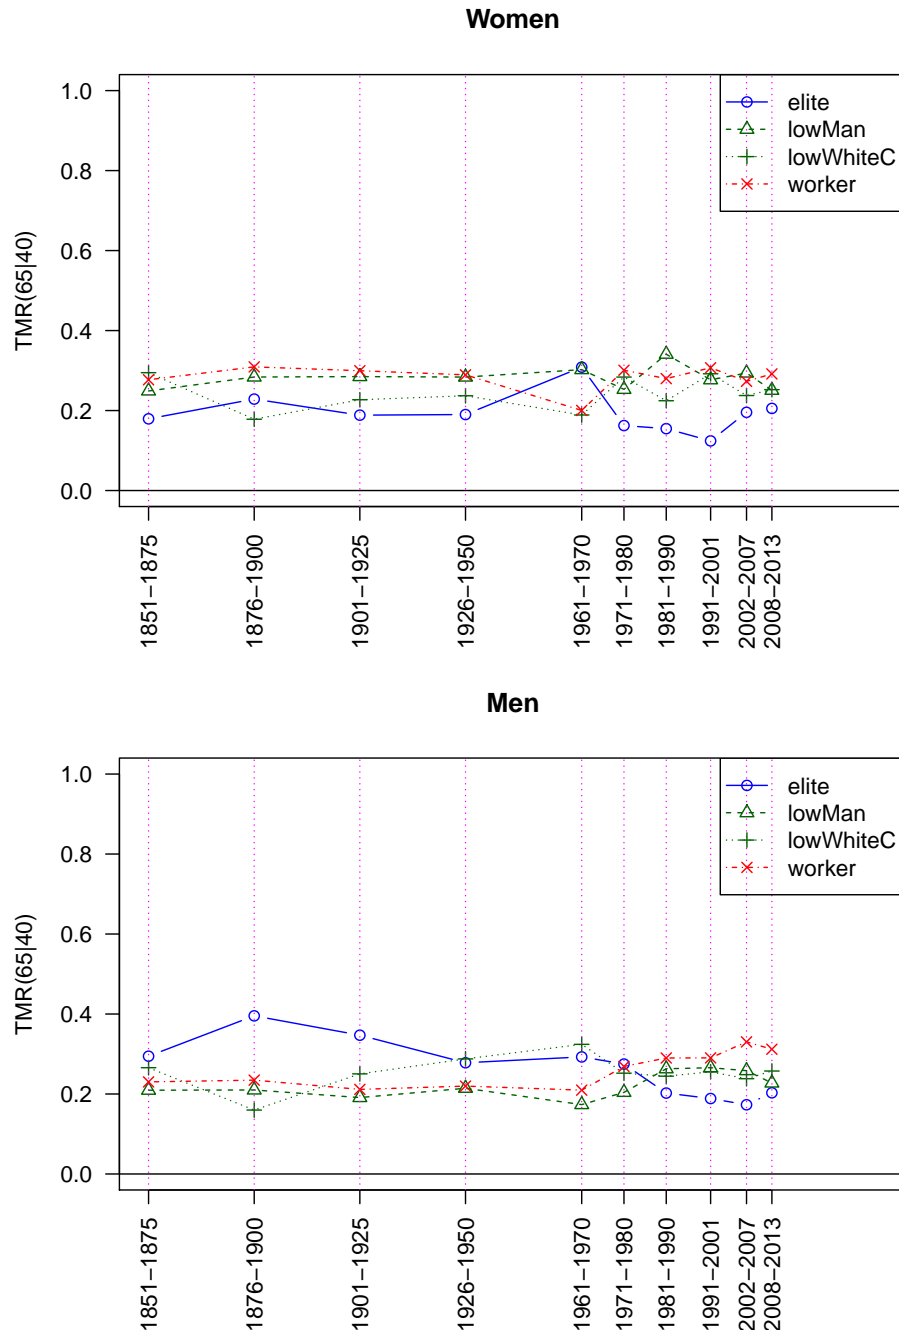 Women
TMR(65|40)
1.0
0.8
0.6
0.4
0.2
0.0
elite
lowMan
lowWhiteC
worker
1851−1875
1876−1900
1901−1925
1926−1950
1961−1970
1971−1980
1981−1990
1991−2001
2002−2007
2008−2013
Men
TMR(65|40)
1.0
0.8
0.6
0.4
0.2
0.0
elite
lowMan
lowWhiteC
worker
1851−1875
1876−1900
1901−1925
1926−1950
1961−1970
1971−1980
1981−1990
1991−2001
2002−2007
2008−2013